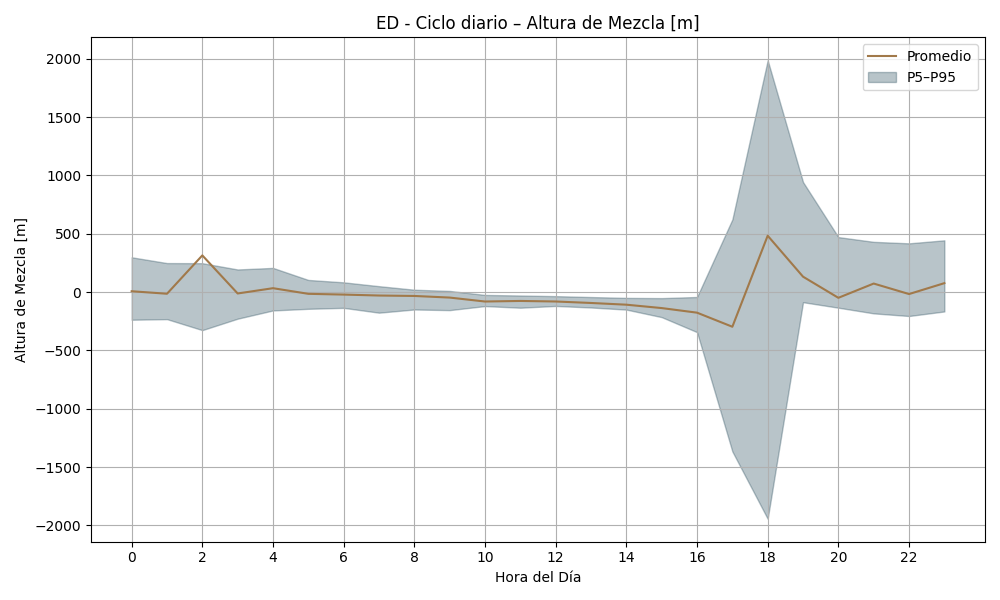 ED - Ciclo diario – Altura de Mezcla [m]
Promedio
P5–P95
Altura de Mezcla [m]
2000
1500
1000
500
0
−500
−1000
−1500
−2000
0 2 4 6 8 10 12 14 16 18 20 22
Hora del Día